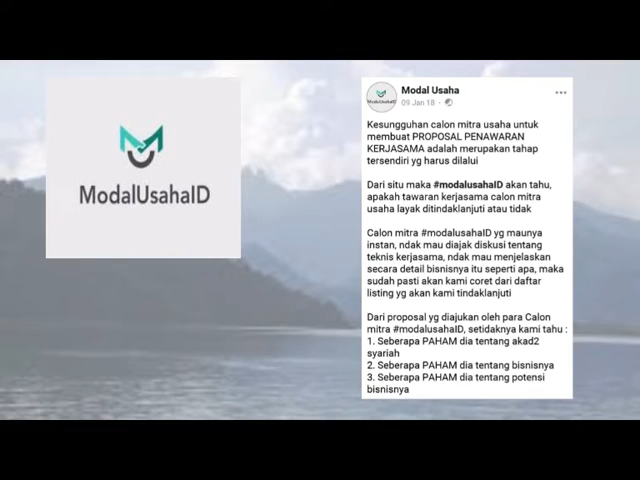 ModalUsahaID
Modal Usaha
ModalUsahaID
09 Jan 18 ·
Kesungguhan calon mitra usaha untuk
membuat PROPOSAL PENAWARAN
KERJASAMA adalah merupakan tahap
tersendiri yg harus dilalui
Dari situ maka #modalusahaID akan tahu,
apakah tawaran kerjasama calon mitra
usaha layak ditindaklanjuti atau tidak
Calon mitra #modalusahaID yg maunya
instan, ndak mau diajak diskusi tentang
teknis kerjasama, ndak mau menjelaskan
secara detail bisnisnya itu seperti apa, maka
sudah pasti akan kami coret dari daftar
listing yg akan kami tindaklanjuti
Dari proposal yg diajukan oleh para Calon
mitra #modalusahaID, setidaknya kami tahu :
1. Seberapa PAHAM dia tentang akad2
syariah
2. Seberapa PAHAM dia tentang bisnisnya
3. Seberapa PAHAM dia tentang potensi
bisnisnya